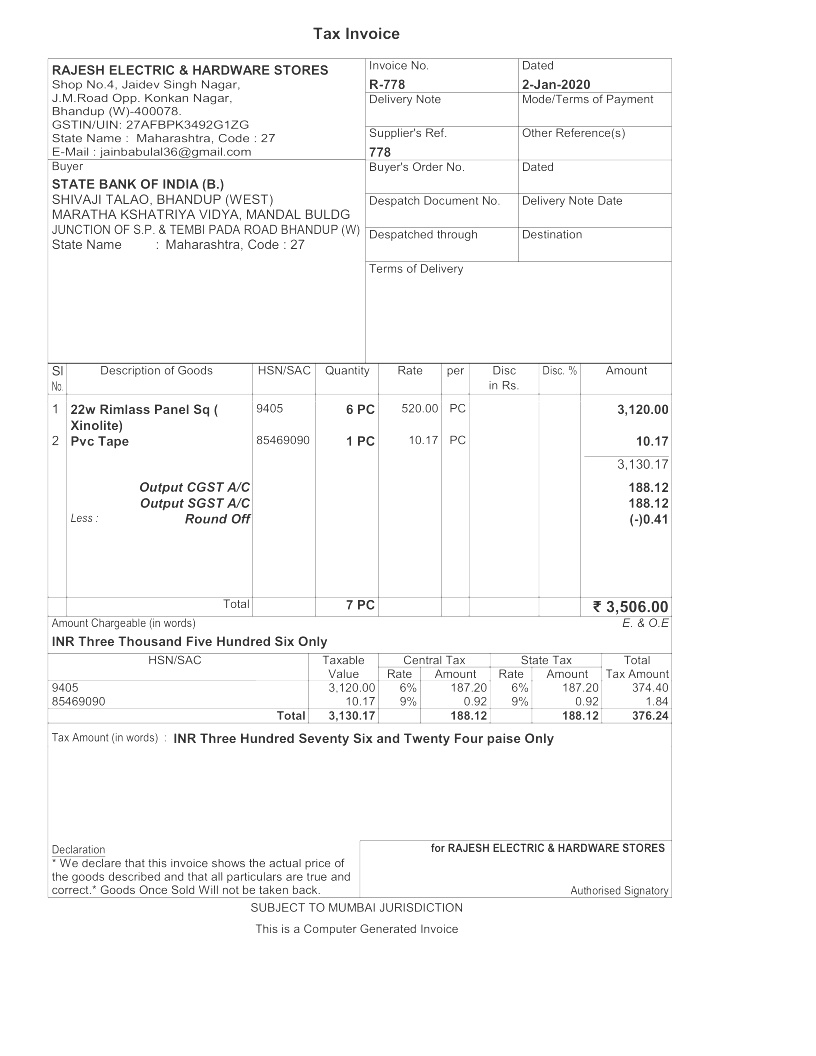 Tax Invoice
RAJESH ELECTRIC & HARDWARE STORES
Shop No.4, Jaidev Singh Nagar,
J.M.Road Opp. Konkan Nagar,
Bhandup (W)-400078.
GSTIN/UIN: 27AFBPK3492G1ZG
State Name : Maharashtra, Code : 27
E-Mail : jainbabulal36@gmail.com
Invoice No. Dated
R-778 2-Jan-2020
Delivery Note Mode/Terms of Payment
Supplier's Ref. Other Reference(s)
778
Buyer
STATE BANK OF INDIA (B.)
SHIVAJI TALAO, BHANDUP (WEST)
MARATHA KSHATRIYA VIDYA, MANDAL BULDG
JUNCTION OF S.P. & TEMBI PADA ROAD BHANDUP (W)
State Name : Maharashtra, Code : 27
Buyer's Order No. Dated
Despatch Document No. Delivery Note Date
Despatched through Destination
Terms of Delivery
Sl Description of Goods HSN/SAC Quantity Rate per Disc Disc. % Amount
No. in Rs.
1 22w Rimlass Panel Sq ( 9405 6 PC 520.00 PC 3,120.00
Xinolite)
2 Pvc Tape 85469090 1 PC 10.17 PC 10.17
3,130.17
Output CGST A/C 188.12
Output SGST A/C 188.12
Less : Round Off (-)0.41
Total 7 PC ₹ 3,506.00
Amount Chargeable (in words) E. & O.E
INR Three Thousand Five Hundred Six Only
HSN/SAC Taxable Central Tax State Tax Total
Value Rate Amount Rate Amount Tax Amount
9405 3,120.00 6% 187.20 6% 187.20 374.40
85469090 10.17 9% 0.92 9% 0.92 1.84
Total 3,130.17 188.12 188.12 376.24
Tax Amount (in words) : INR Three Hundred Seventy Six and Twenty Four paise Only
Declaration
* We declare that this invoice shows the actual price of
the goods described and that all particulars are true and
correct.* Goods Once Sold Will not be taken back.
for RAJESH ELECTRIC & HARDWARE STORES
Authorised Signatory
SUBJECT TO MUMBAI JURISDICTION
This is a Computer Generated Invoice